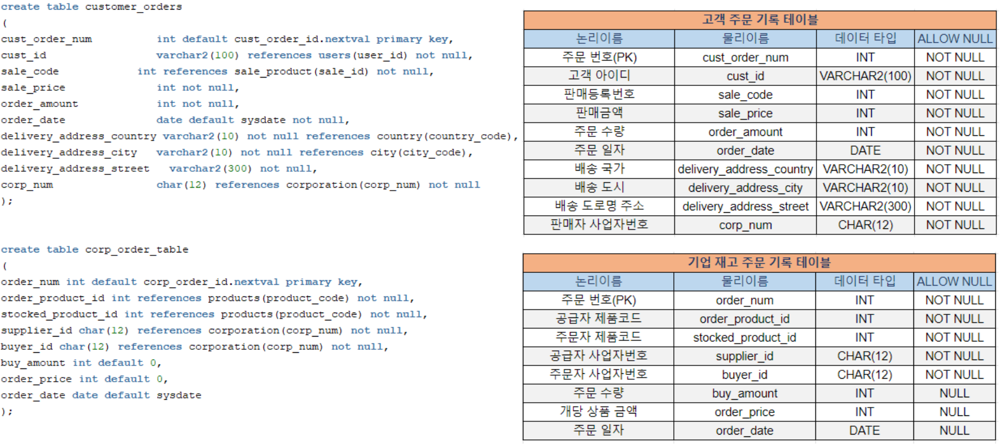 create table customer_orders
(
cust_order_num int default cust_order_id.nextval primary key,
cust_id varchar2(100) references users(user_id) not null,
sale_code int references sale_product(sale_id) not null,
sale_price int not null,
order_amount int not null,
order_date date default sysdate not null,
delivery_address_country varchar2(10) not null references country(country_code),
delivery_address_city varchar2(10) not null references city(city_code),
delivery_address_street varchar2(300) not null,
corp_num char(12) references corporation(corp_num) not null
);
고객 주문 기록 테이블
논리이름 물리이름 데이터 타입 ALLOW NULL
주문 번호(PK) cust_order_num INT NOT NULL
고객 아이디 cust_id VARCHAR2(100) NOT NULL
판매등록번호 sale_code INT NOT NULL
판매금액 sale_price INT NOT NULL
주문 수량 order_amount INT NOT NULL
주문 일자 order_date DATE NOT NULL
배송 국가 delivery_address_country VARCHAR2(10) NOT NULL
배송 도시 delivery_address_city VARCHAR2(10) NOT NULL
배송 도로명 주소 delivery_address_street VARCHAR2(300) NOT NULL
판매자 사업자번호 corp_num CHAR(12) NOT NULL
create table corp_order_table
(
order_num int default corp_order_id.nextval primary key,
order_product_id int references products(product_code) not null,
stocked_product_id int references products(product_code) not null,
supplier_id char(12) references corporation(corp_num) not null,
buyer_id char(12) references corporation(corp_num) not null,
buy_amount int default 0,
order_price int default 0,
order_date date default sysdate
);
기업 재고 주문 기록 테이블
논리이름 물리이름 데이터 타입 ALLOW NULL
주문 번호(PK) order_num INT NOT NULL
공급자 제품코드 order_product_id INT NOT NULL
주문자 제품코드 stocked_product_id INT NOT NULL
공급자 사업자번호 supplier_id CHAR(12) NOT NULL
주문자 사업자번호 buyer_id CHAR(12) NOT NULL
주문 수량 buy_amount INT NULL
개당 상품 금액 order_price INT NULL
주문 일자 order_date DATE NULL